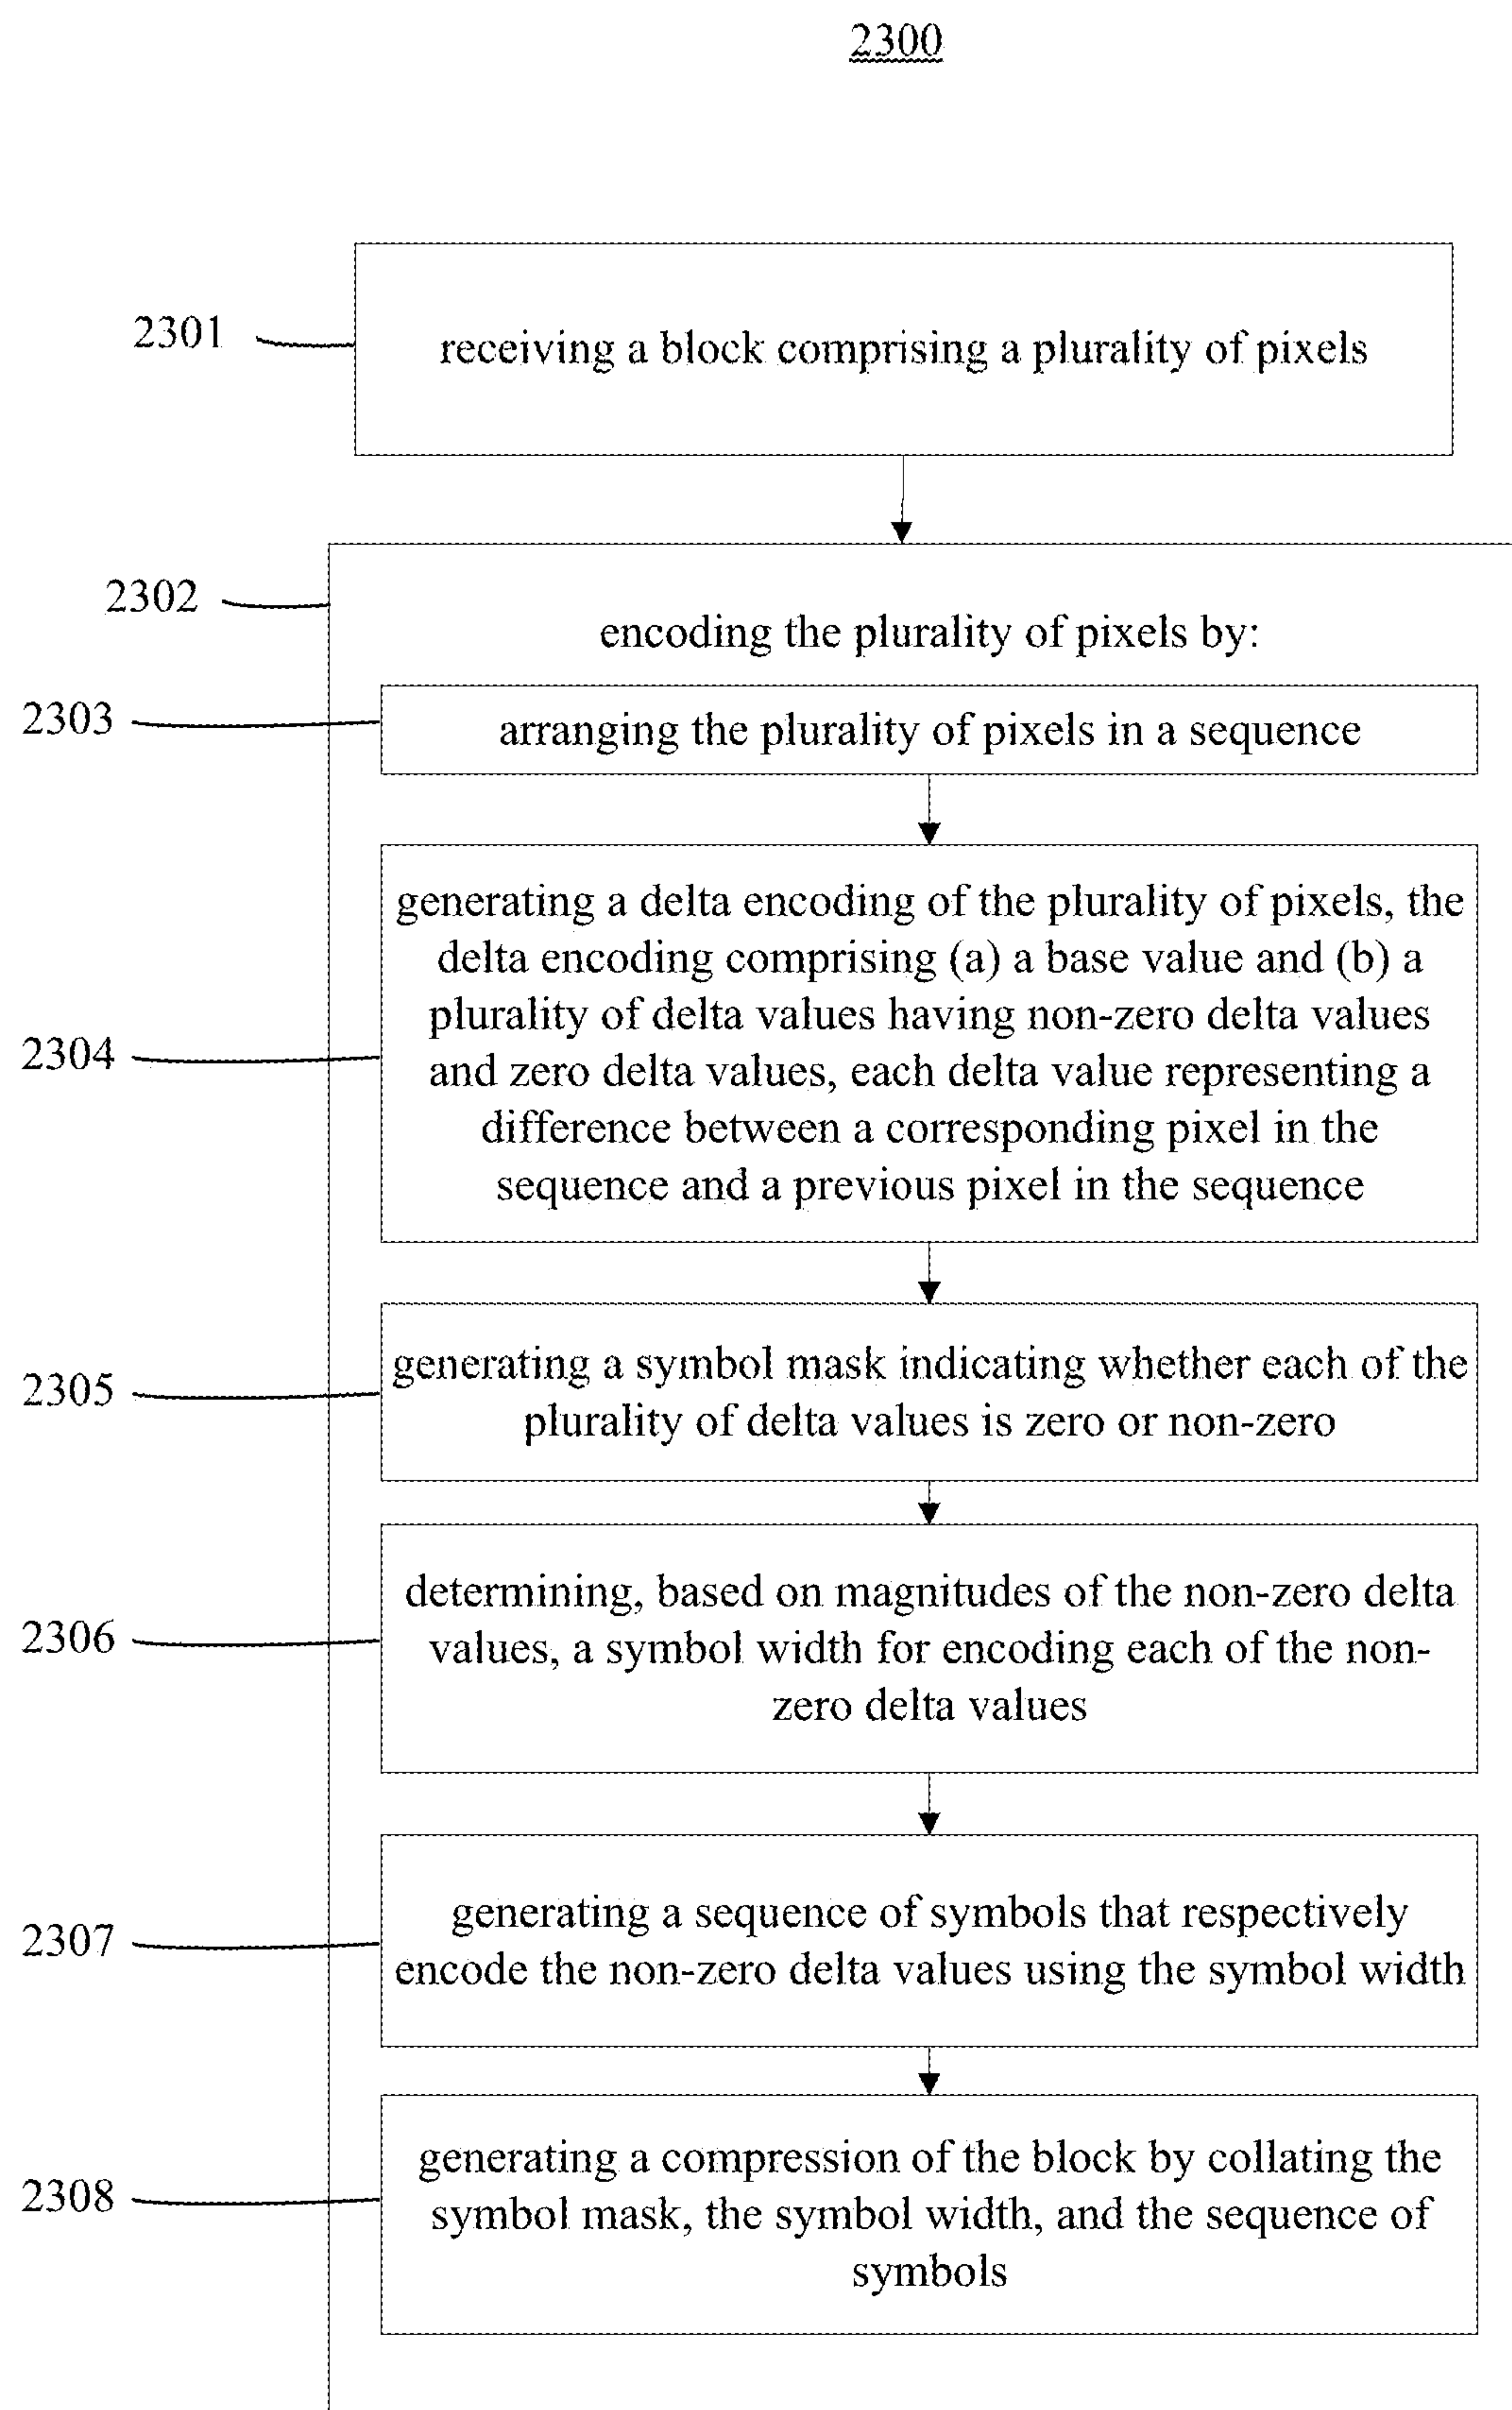 2300
2301
receiving a block comprising a plurality of pixels
2302
encoding the plurality of pixels by:
2303
arranging the plurality of pixels in a sequence
2304
generating a delta encoding of the plurality of pixels, the
delta encoding comprising (a) a base value and (b) a
plurality of delta values having non-zero delta values
and zero delta values, each delta value representing a
difference between a corresponding pixel in the
sequence and a previous pixel in the sequence
2305
generating a symbol mask indicating whether each of the
plurality of delta values is zero or non-zero
2306
determining, based on magnitudes of the non-zero delta
values, a symbol width for encoding each of the non-
zero delta values
2307
generating a sequence of symbols that respectively
encode the non-zero delta values using the symbol width
2308
generating a compression of the block by collating the
symbol mask, the symbol width, and the sequence of
symbols